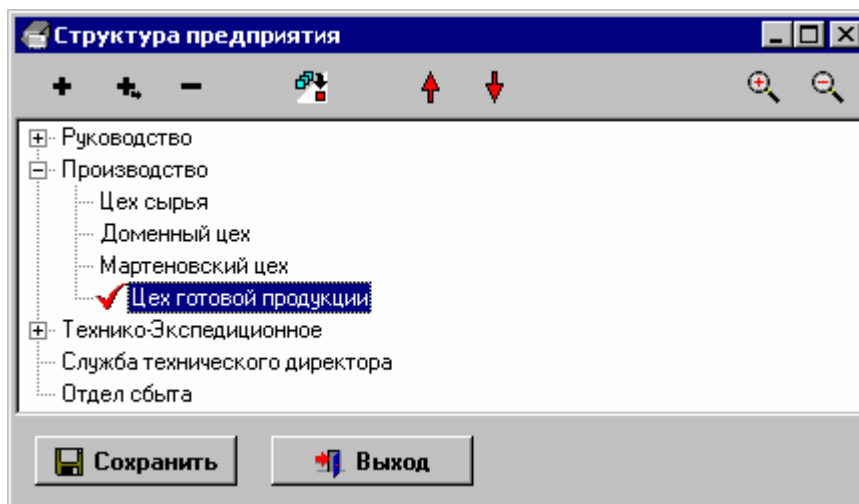 Структура предприятия
Руководство
Производство
Цех сырья
Доменный цех
Мартеновский цех
Цех готовой продукции
Технико-Экспедиционное
Служба технического директора
Отдел сбыта
Сохранить Выход